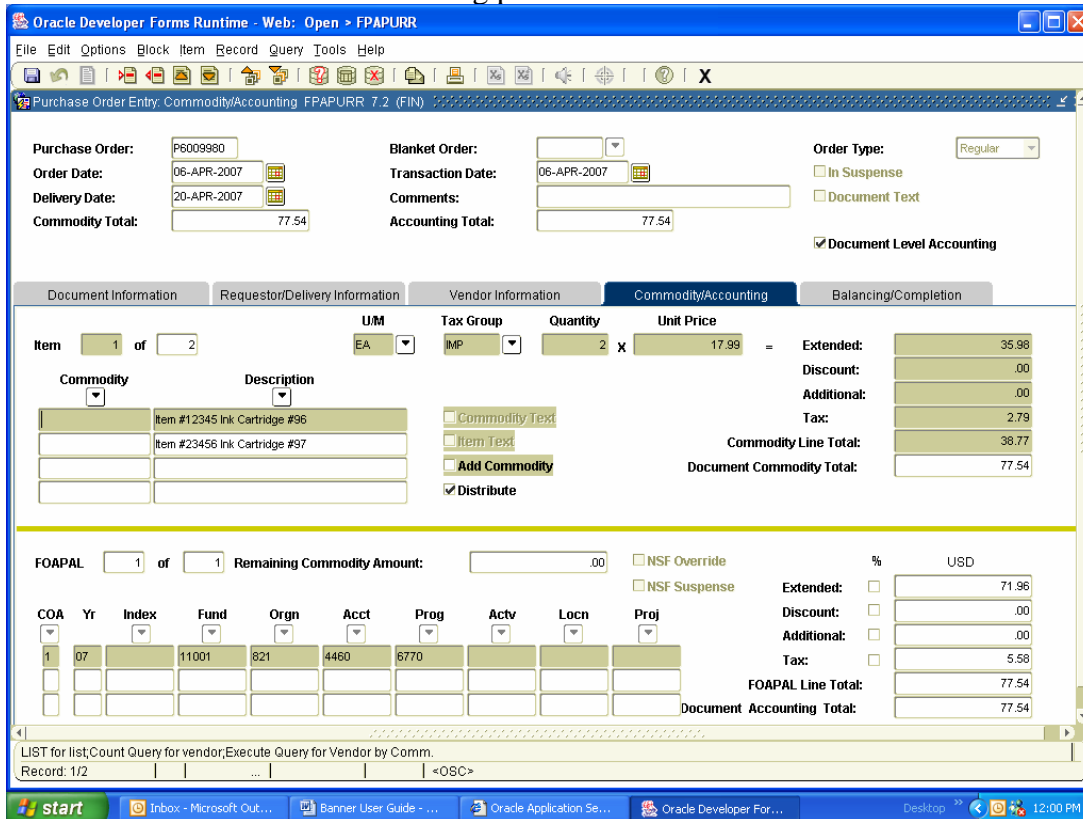 Oracle Developer Forms Runtime - Web: Open > FPAPURR
File Edit Options Block Item Record Query Tools Help
X
Purchase Order Entry: Commodity/Accounting FPAPURR 7.2 (FIN)
Purchase Order: P6009980 Blanket Order: Order Type: Regular
Order Date: 06-APR-2007 Transaction Date: 06-APR-2007 In Suspense
Delivery Date: 20-APR-2007 Comments: Document Text
Commodity Total: 77.54 Accounting Total: 77.54
Document Level Accounting
Document Information Requestor/Delivery Information Vendor Information Commodity/Accounting Balancing/Completion
U/M Tax Group Quantity Unit Price
Item 1 of 2 EA IMP 2 X 17.99 = Extended: 35.98
Discount: .00
Commodity Description Additional: .00
Item #12345 Ink Cartridge #96 Commodity Text Tax: 2.79
Item #23456 Ink Cartridge #97 Item Text Commodity Line Total: 38.77
Add Commodity Document Commodity Total: 77.54
Distribute
FOAPAL 1 of 1 Remaining Commodity Amount: .00 NSF Override % USD
NSF Suspense Extended: 71.96
COA Yr Index Fund Orgn Acct Prog Actv Locn Proj Discount: .00
Additional: .00
1 07 11001 821 4460 6770 Tax: 5.58
FOAPAL Line Total: 77.54
Document Accounting Total: 77.54
LIST for list;Count Query for vendor;Execute Query for Vendor by Comm.
Record: 1/2 ... <OSC>
start Inbox - Microsoft Out... Banner User Guide - ... Oracle Application Se... Oracle Developer For... Desktop » 12:00 PM